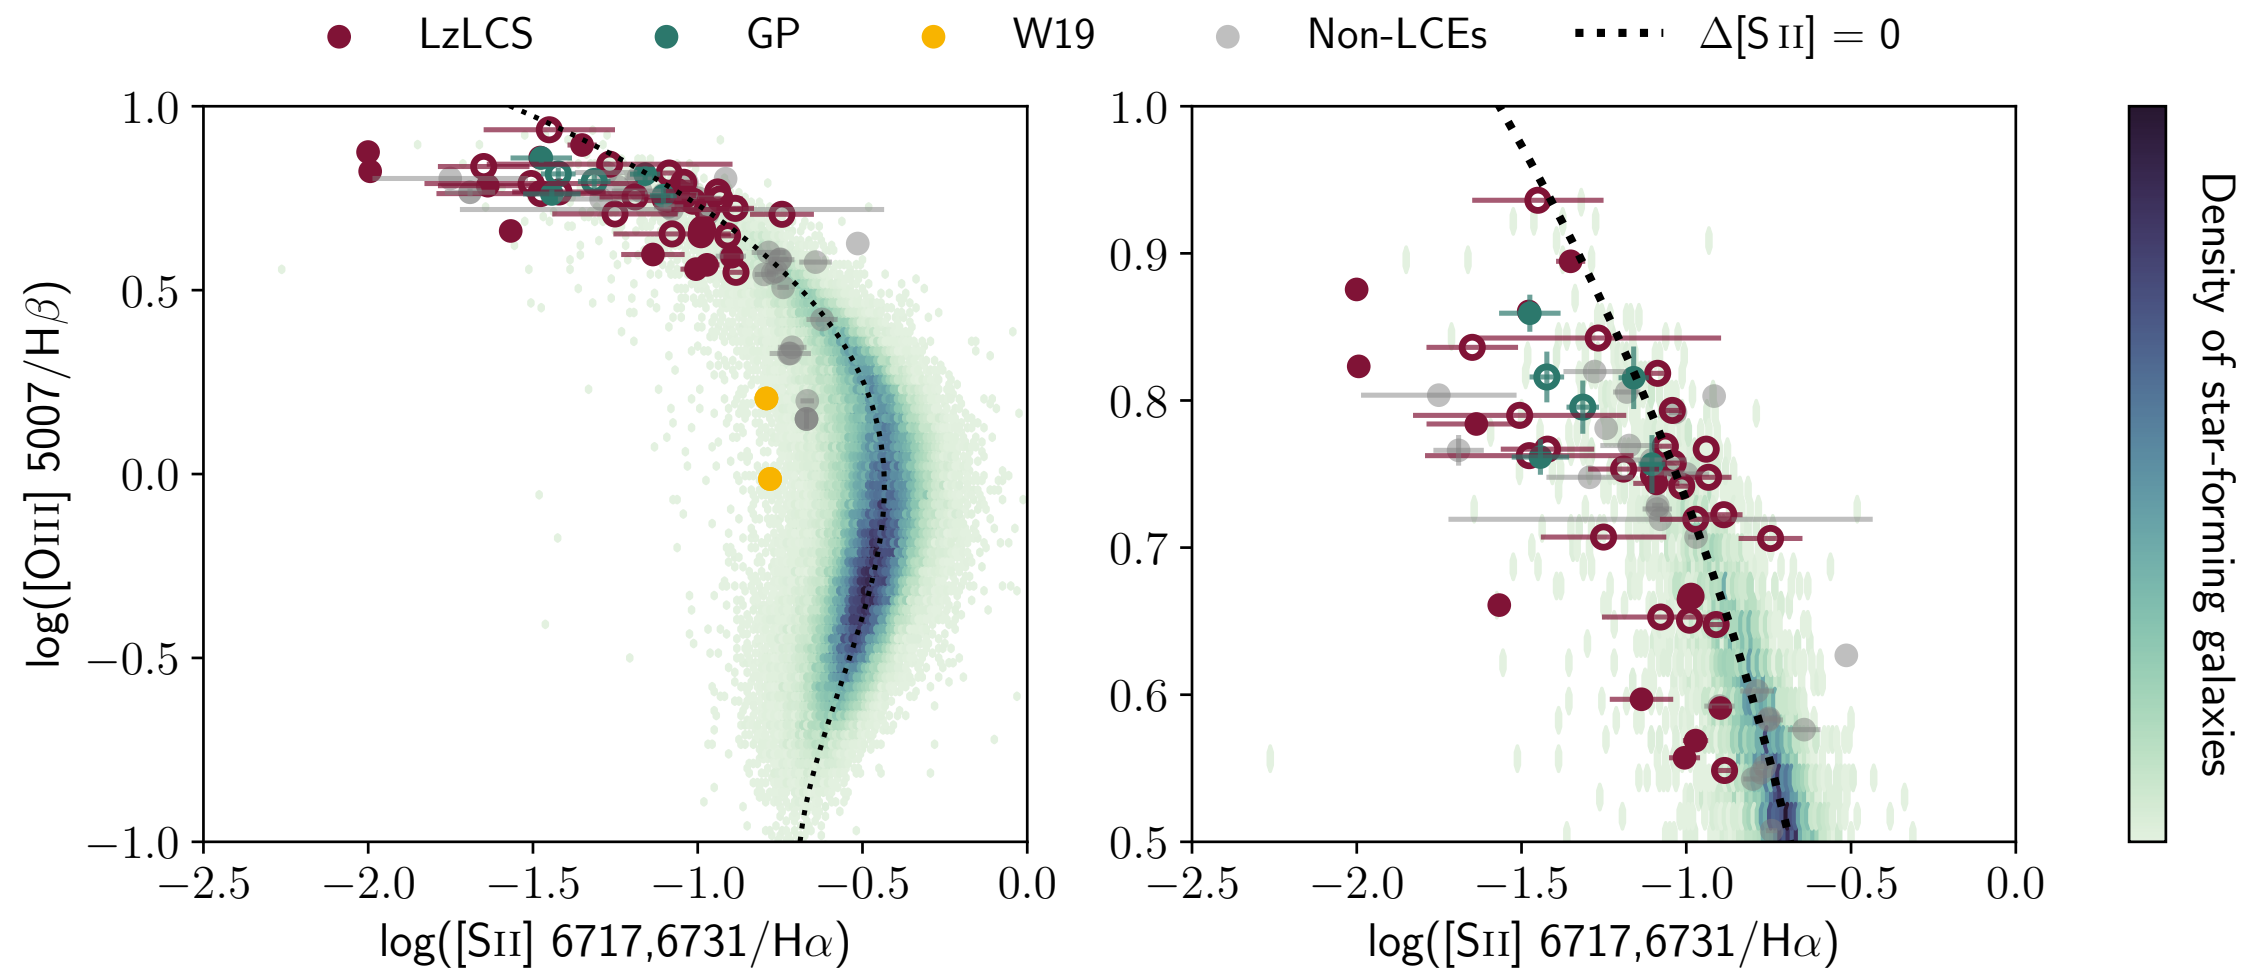 LzLCS GP W19 Non-LCEs Δ[S II] = 0
1.0
0.5
0.0
−0.5
−1.0
log([OIII] 5007/Hβ)
−2.5 −2.0 −1.5 −1.0 −0.5 0.0
log([SII] 6717,6731/Hα)
1.0
0.9
0.8
0.7
0.6
0.5
−2.5 −2.0 −1.5 −1.0 −0.5 0.0
log([SII] 6717,6731/Hα)
Density of star-forming galaxies